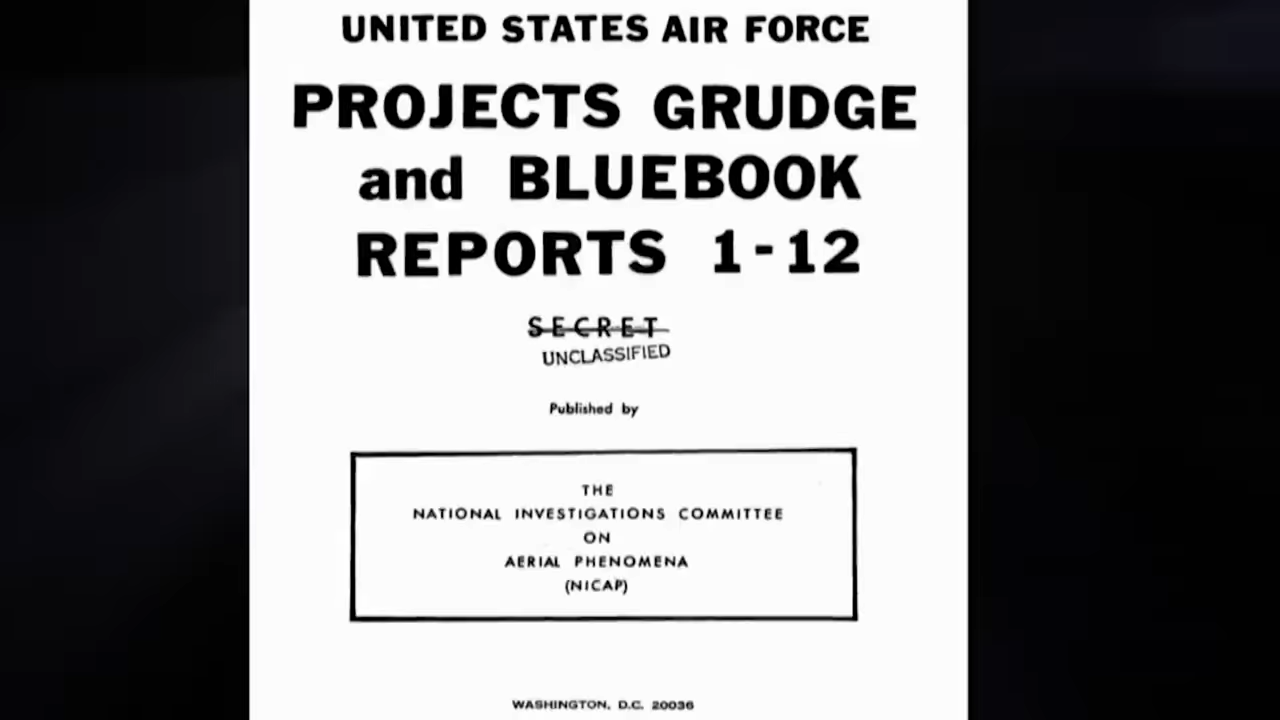 UNITED STATES AIR FORCE
PROJECTS GRUDGE
and BLUEBOOK
REPORTS 1-12
SECRET
UNCLASSIFIED
Published by
THE
NATIONAL INVESTIGATIONS COMMITTEE
ON
AERIAL PHENOMENA
(NICAP)
WASHINGTON, D.C. 20036